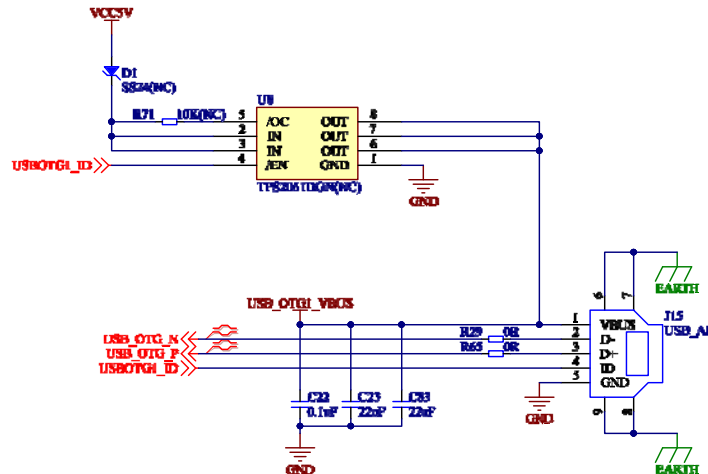 VCC5V
D1
SS24(NC)
U8
R71 10K(NC)
5 /OC OUT 8
2 IN OUT 7
3 IN OUT 6
USBOTG1_ID 4 /EN GND 1
TPS2061DGN(NC)
GND
6 7
EARTH
USB_OTG1_VBUS
J15
1 VBUS
R29 0R 2 D-
USB_OTG_N
R65 0R 3 D+
USB_OTG_P
USBOTG1_ID 4 ID
5 GND
C22
0.1uF
C23
22uF
C83
22uF
GND
9 8
GND
EARTH